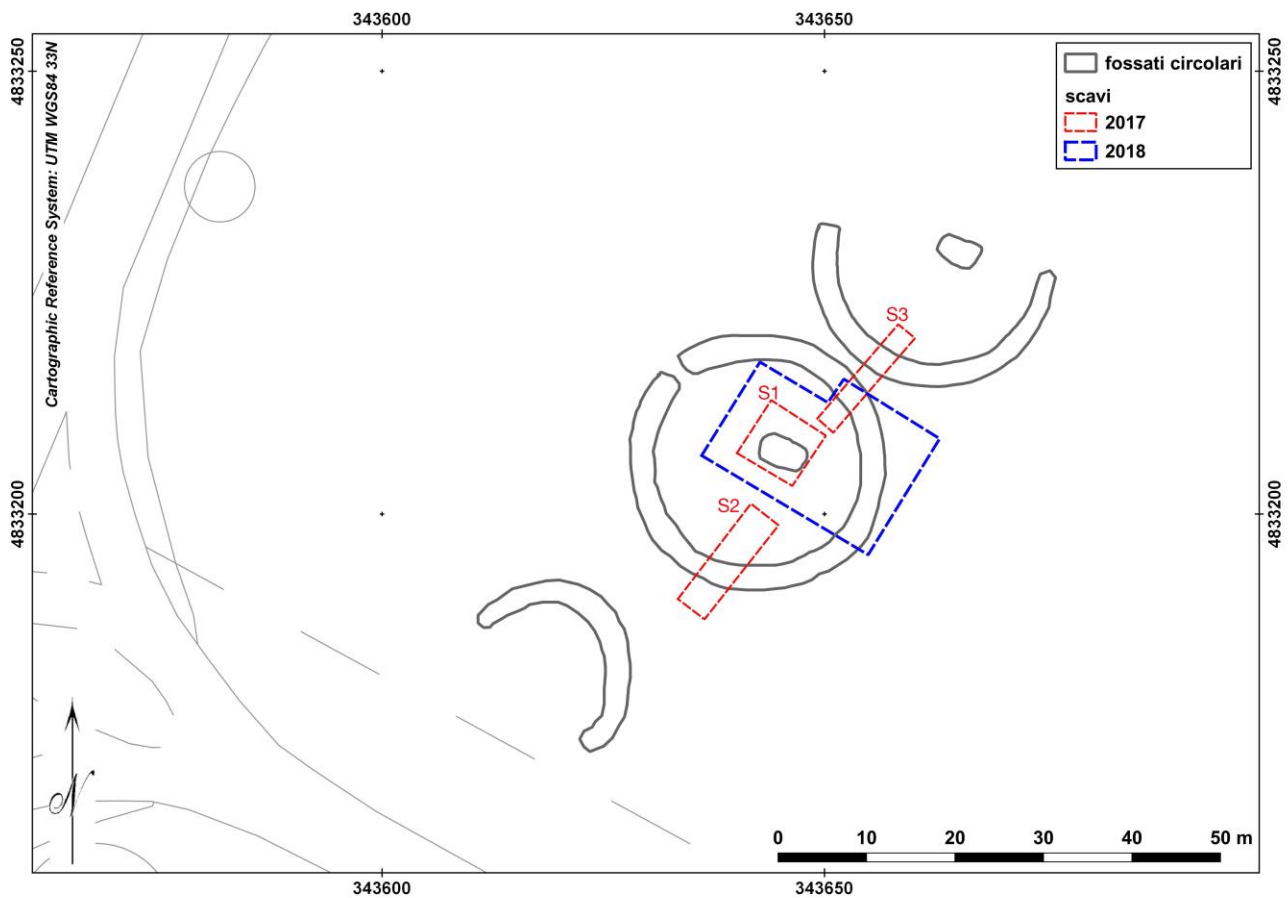 343600
343650
4833250
4833250
Cartographic Reference System: UTM WGS84 33N
fossati circolari
scavi
2017
2018
S3
S1
S2
4833200
4833200
N
0 10 20 30 40 50 m
343600
343650